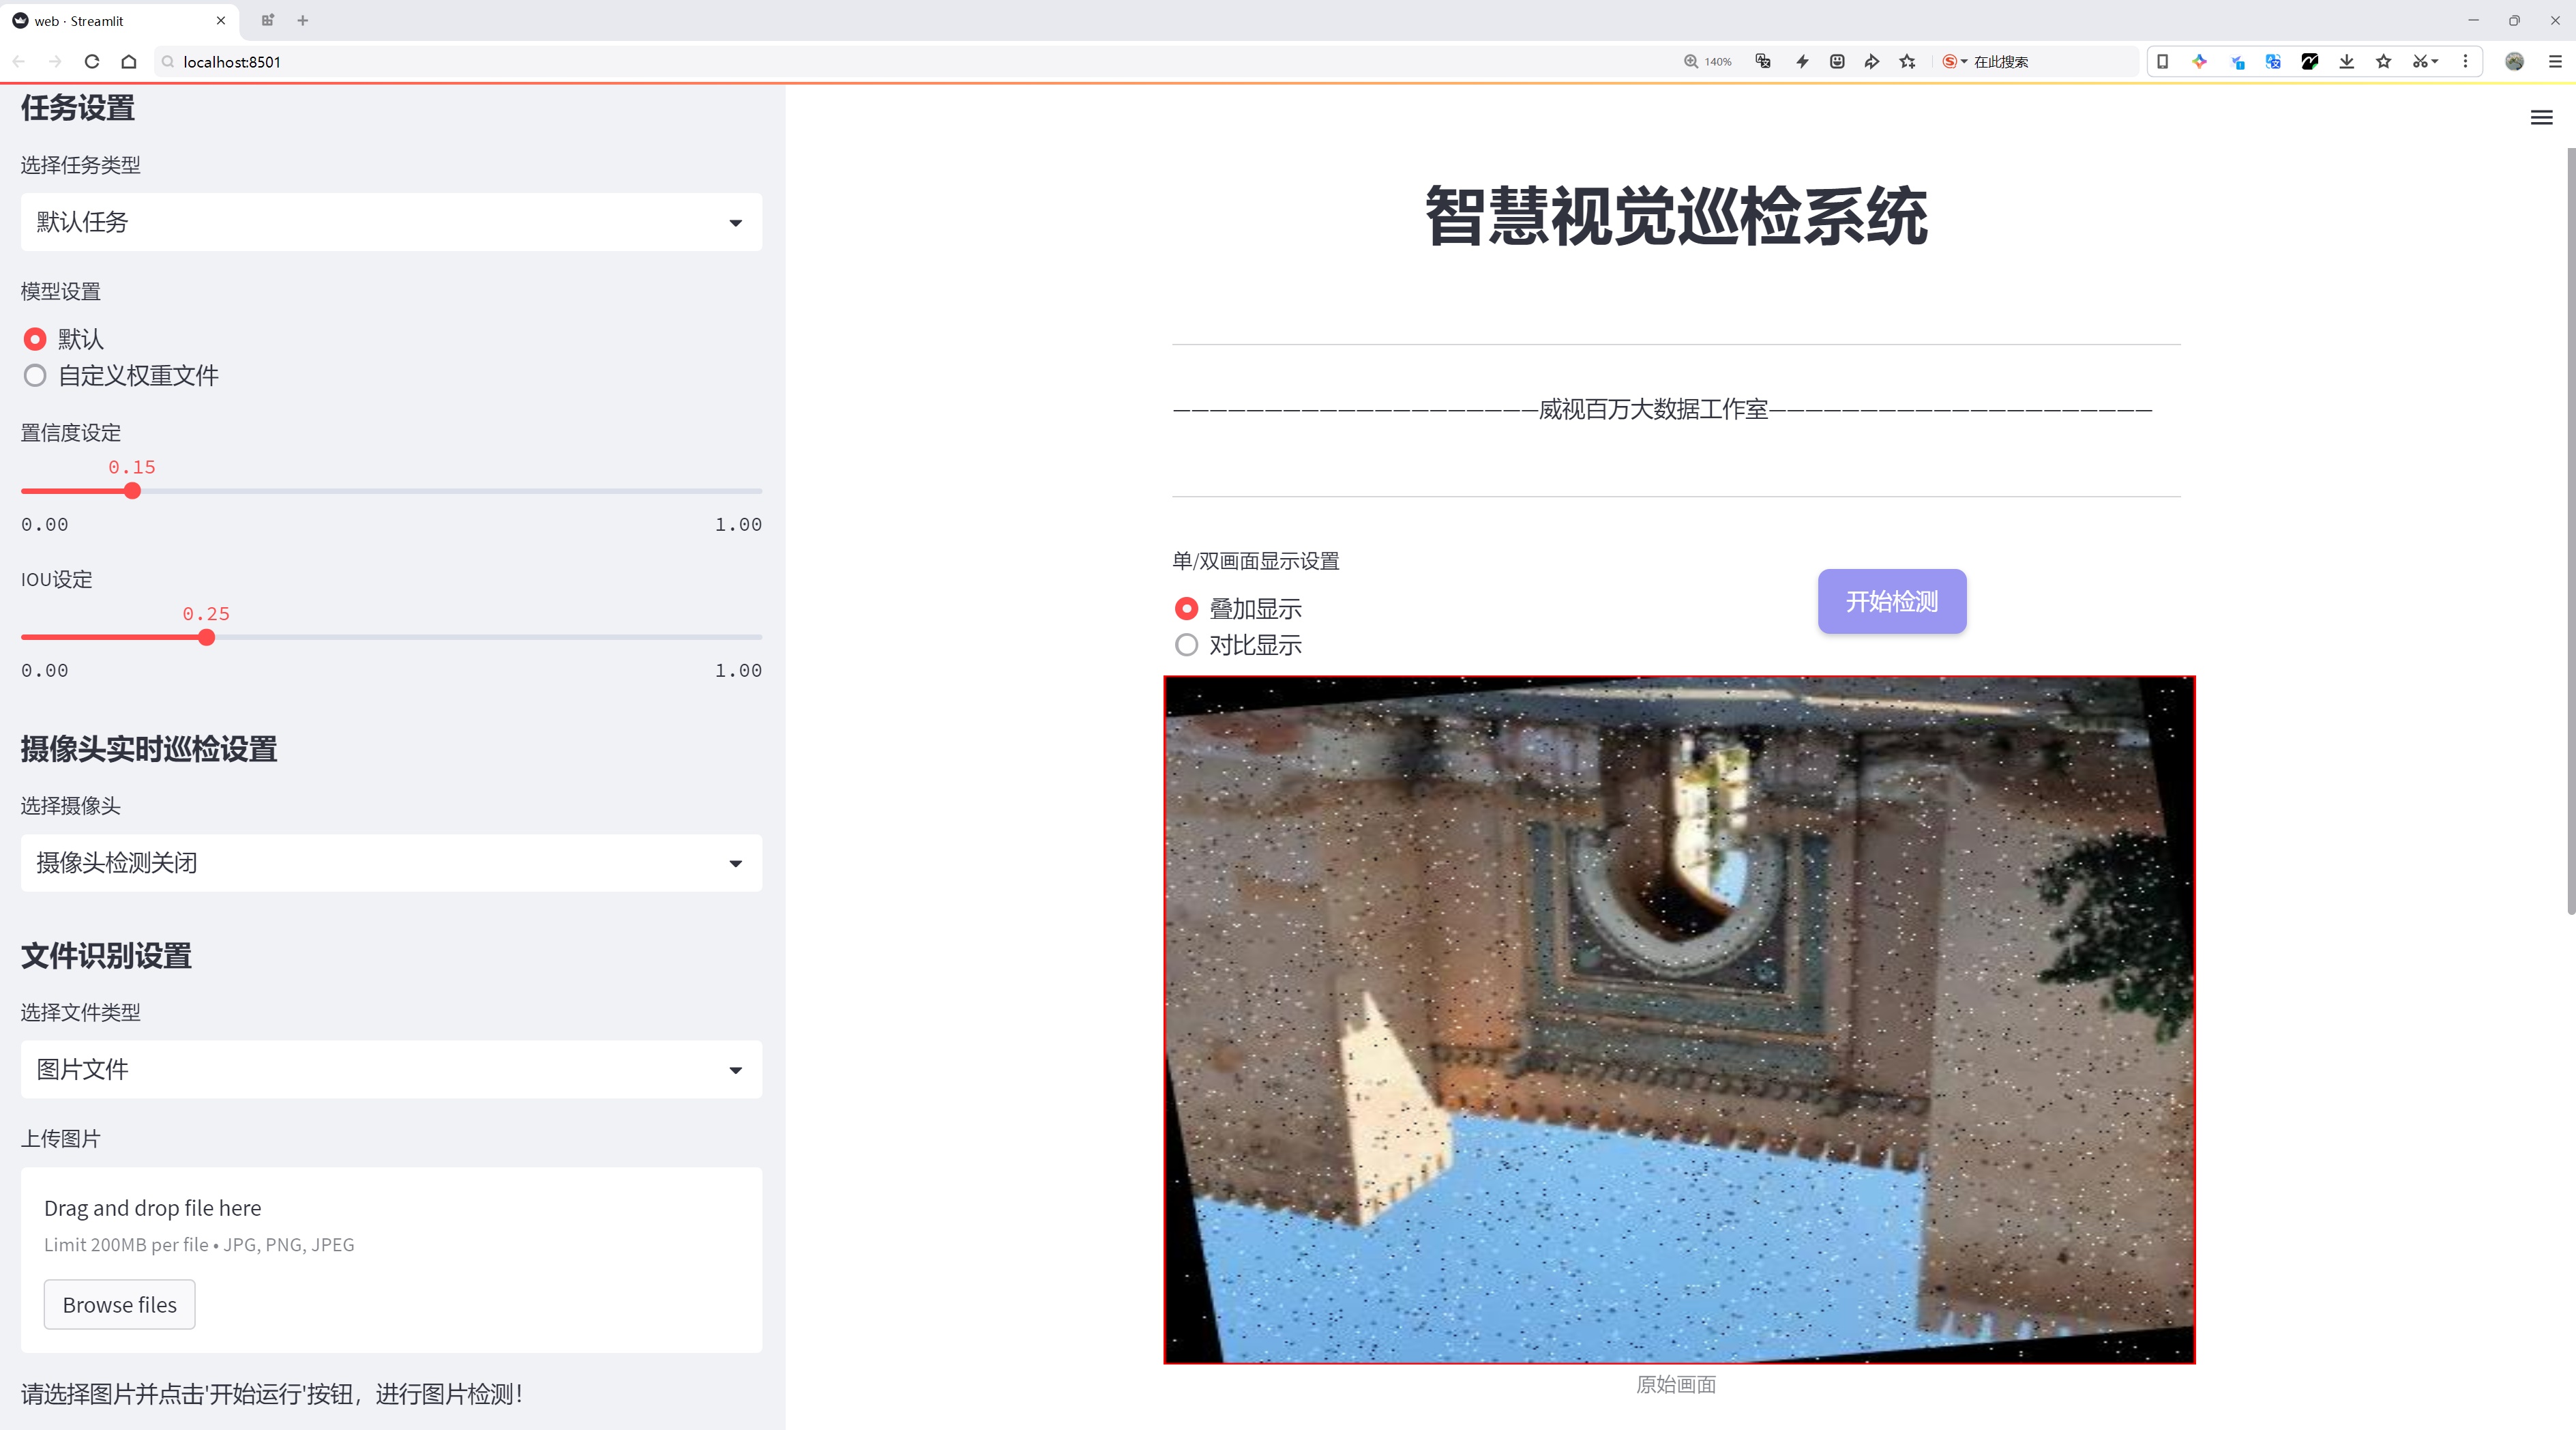 web · Streamlit
localhost:8501
140%
在此搜索
任务设置
选择任务类型
默认任务
模型设置
默认
自定义权重文件
置信度设定
0.15
0.00
1.00
IOU设定
0.25
0.00
1.00
摄像头实时巡检设置
选择摄像头
摄像头检测关闭
文件识别设置
选择文件类型
图片文件
上传图片
Drag and drop file here
Limit 200MB per file • JPG, PNG, JPEG
Browse files
请选择图片并点击'开始运行'按钮，进行图片检测！
智慧视觉巡检系统
————————————————————威视百万大数据工作室—————————————————————
单/双画面显示设置
叠加显示
对比显示
开始检测
原始画面